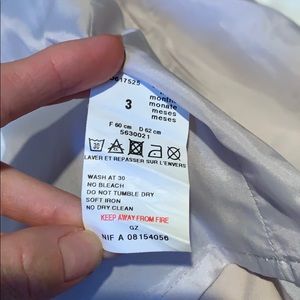 3
months
monate
meses
meses
F 60 cm D 62 cm
5630021
LAVER ET REPASSER SUR L'ENVERS
WASH AT 30
NO BLEACH
DO NOT TUMBLE DRY
SOFT IRON
NO DRY CLEAN
KEEP AWAY FROM FIRE
GZ
NIF A 08154056